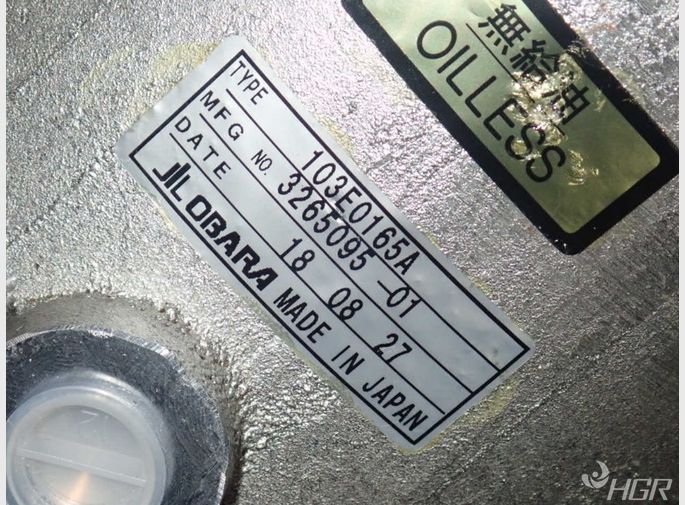 TYPE 103E0165A
MFG NO. 3265095-01
DATE 18 08 27
OBARA MADE IN JAPAN
無給油
OILLESS
HGR